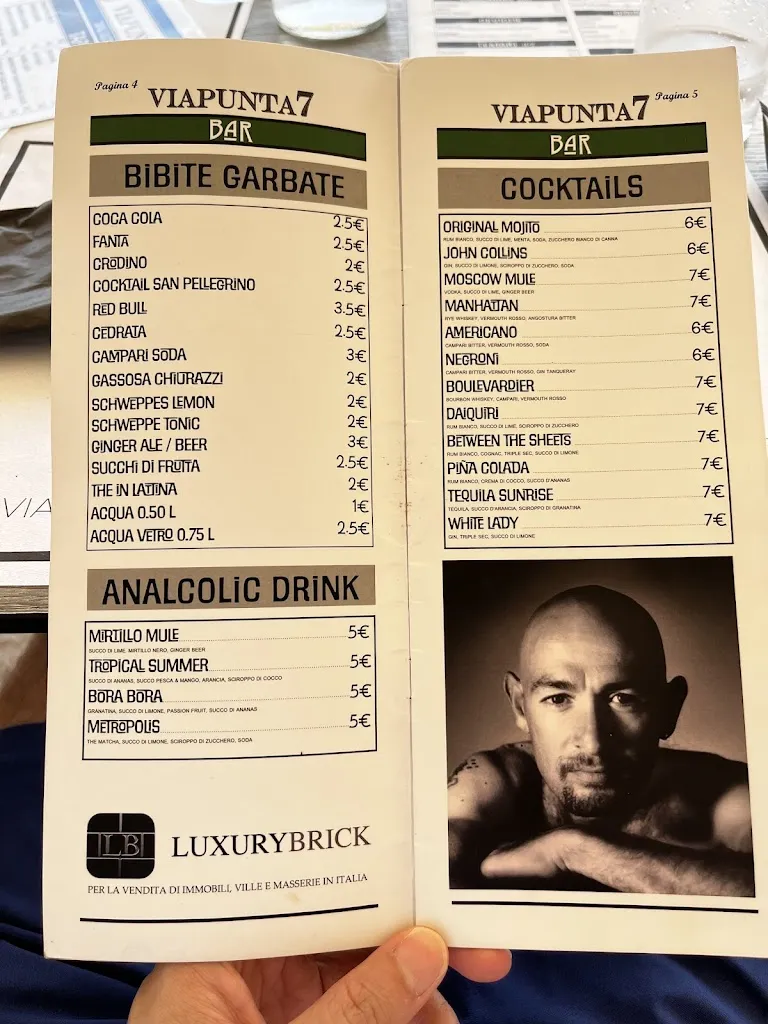 Pagina 4
VIAPUNTA7
BAR
BIBITE GARBATE
COCA COLA 2.5€
FANTA 2.5€
CRODINO 2€
COCKTAIL SAN PELLEGRINO 2.5€
RED BULL 3.5€
CEDRATA 2.5€
CAMPARI SODA 3€
GASSOSA CHIURAZZI 2€
SCHWEPPES LEMON 2€
SCHWEPPE TONIC 2€
GINGER ALE / BEER 3€
SUCCHI DI FRUTTA 2.5€
THE IN LATTINA 2€
ACQUA 0.50 L 1€
ACQUA VETRO 0.75 L 2.5€
ANALCOLIC DRINK
MIRTILLO MULE 5€
SUCCO DI LIME, MIRTILLO NERO, GINGER BEER
TROPICAL SUMMER 5€
SUCCO DI ANANAS, SUCCO PESCA & MANGO, ARANCIA, SCIROPPO DI COCCO
BORA BORA 5€
GRANATINA, SUCCO DI LIMONE, PASSION FRUIT, SUCCO DI ANANAS
METROPOLIS 5€
THE MATCHA, SUCCO DI LIMONE, SCIROPPO DI ZUCCHERO, SODA
LB
LUXURYBRICK
PER LA VENDITA DI IMMOBILI, VILLE E MASSERIE IN ITALIA
Pagina 5
VIAPUNTA7
BAR
COCKTAILS
ORIGINAL MOJITO 6€
RUM BIANCO, SUCCO DI LIME, MENTA, SODA, ZUCCHERO BIANCO DI CANNA
JOHN COLLINS 6€
GIN, SUCCO DI LIMONE, SCIROPPO DI ZUCCHERO, SODA
MOSCOW MULE 7€
VODKA, SUCCO DI LIME, GINGER BEER
MANHATTAN 7€
RYE WHISKEY, VERMOUTH ROSSO, ANGOSTURA BITTER
AMERICANO 6€
CAMPARI BITTER, VERMOUTH ROSSO, SODA
NEGRONI 6€
CAMPARI BITTER, VERMOUTH ROSSO, GIN TANQUERAY
BOULEVARDIER 7€
BOURBON WHISKEY, CAMPARI, VERMOUTH ROSSO
DAIQUIRI 7€
RUM BIANCO, SUCCO DI LIME, SCIROPPO DI ZUCCHERO
BETWEEN THE SHEETS 7€
RUM BIANCO, COGNAC, TRIPLE SEC, SUCCO DI LIMONE
PIÑA COLADA 7€
RUM BIANCO, CREMA DI COCCO, SUCCO D'ANANAS
TEQUILA SUNRISE 7€
TEQUILA, SUCCO D'ARANCIA, SCIROPPO DI GRANATINA
WHITE LADY 7€
GIN, TRIPLE SEC, SUCCO DI LIMONE
VIA